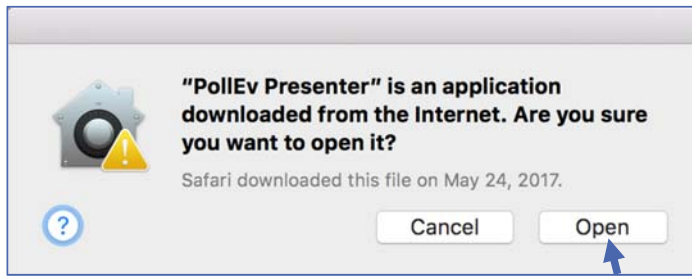 "PollEv Presenter" is an application
downloaded from the Internet. Are you sure
you want to open it?
Safari downloaded this file on May 24, 2017.
?
Cancel
Open